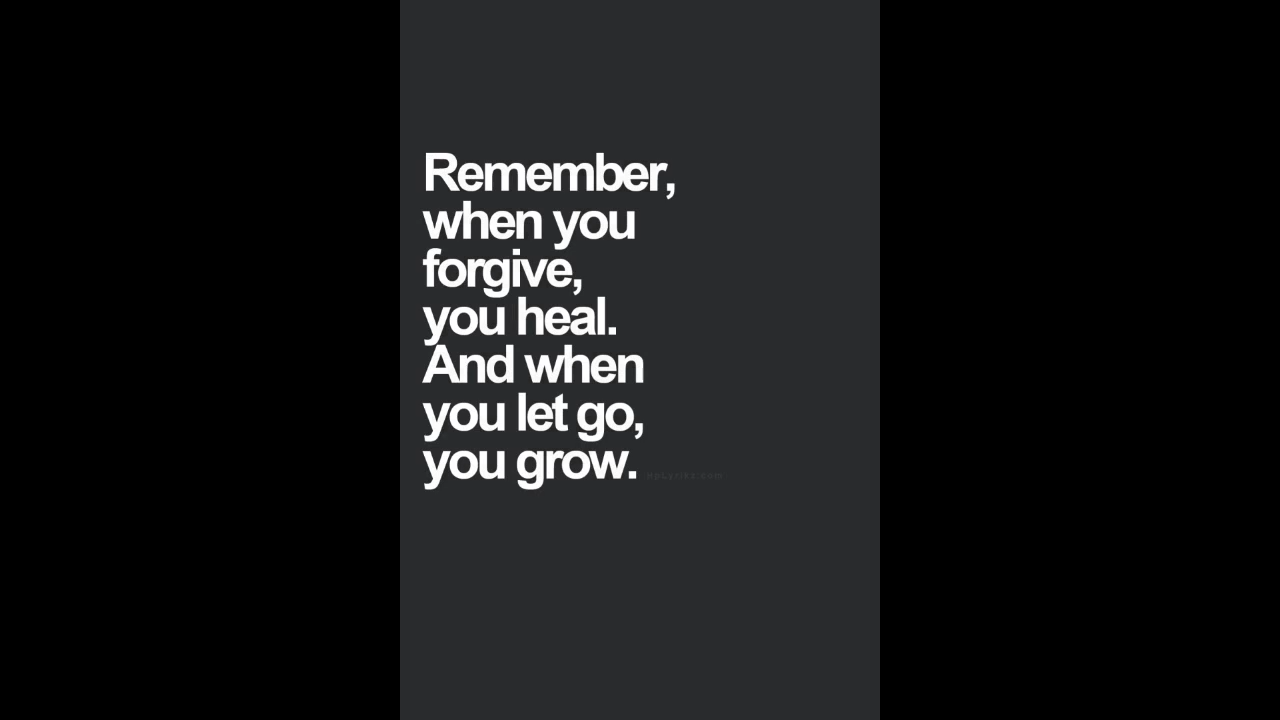 Remember,
when you
forgive,
you heal.
And when
you let go,
you grow.